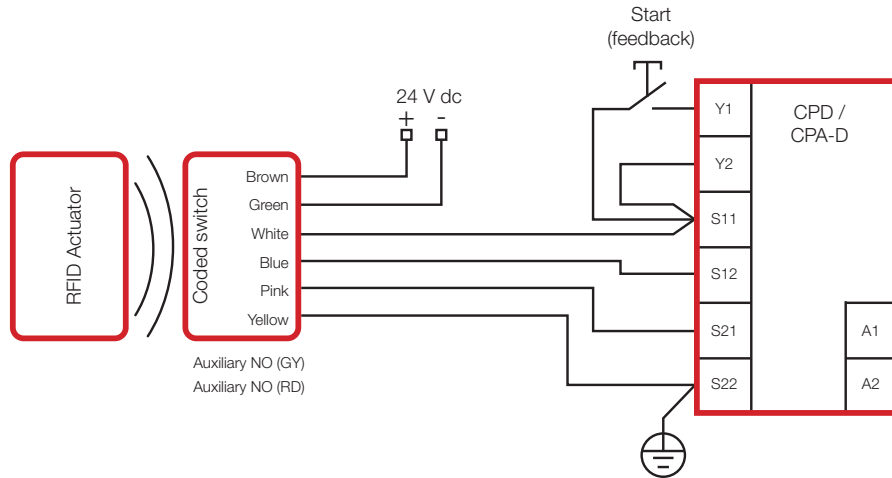 Start
(feedback)
24 V dc
+ -
RFID Actuator
Coded switch
Brown
Green
White
Blue
Pink
Yellow
Auxiliary NO (GY)
Auxiliary NO (RD)
Y1
Y2
S11
S12
S21
S22
CPD /
CPA-D
A1
A2